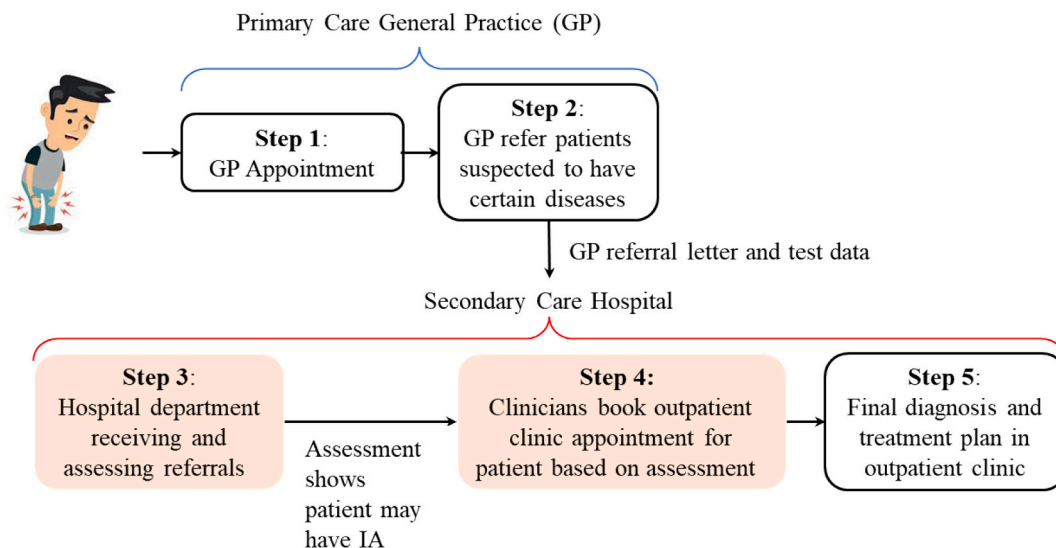 Primary Care General Practice (GP)
Step 1:
GP Appointment
Step 2:
GP refer patients
suspected to have
certain diseases
GP referral letter and test data
Secondary Care Hospital
Step 3:
Hospital department
receiving and
assessing referrals
Assessment
shows
patient may
have IA
Step 4:
Clinicians book outpatient
clinic appointment for
patient based on assessment
Step 5:
Final diagnosis and
treatment plan in
outpatient clinic